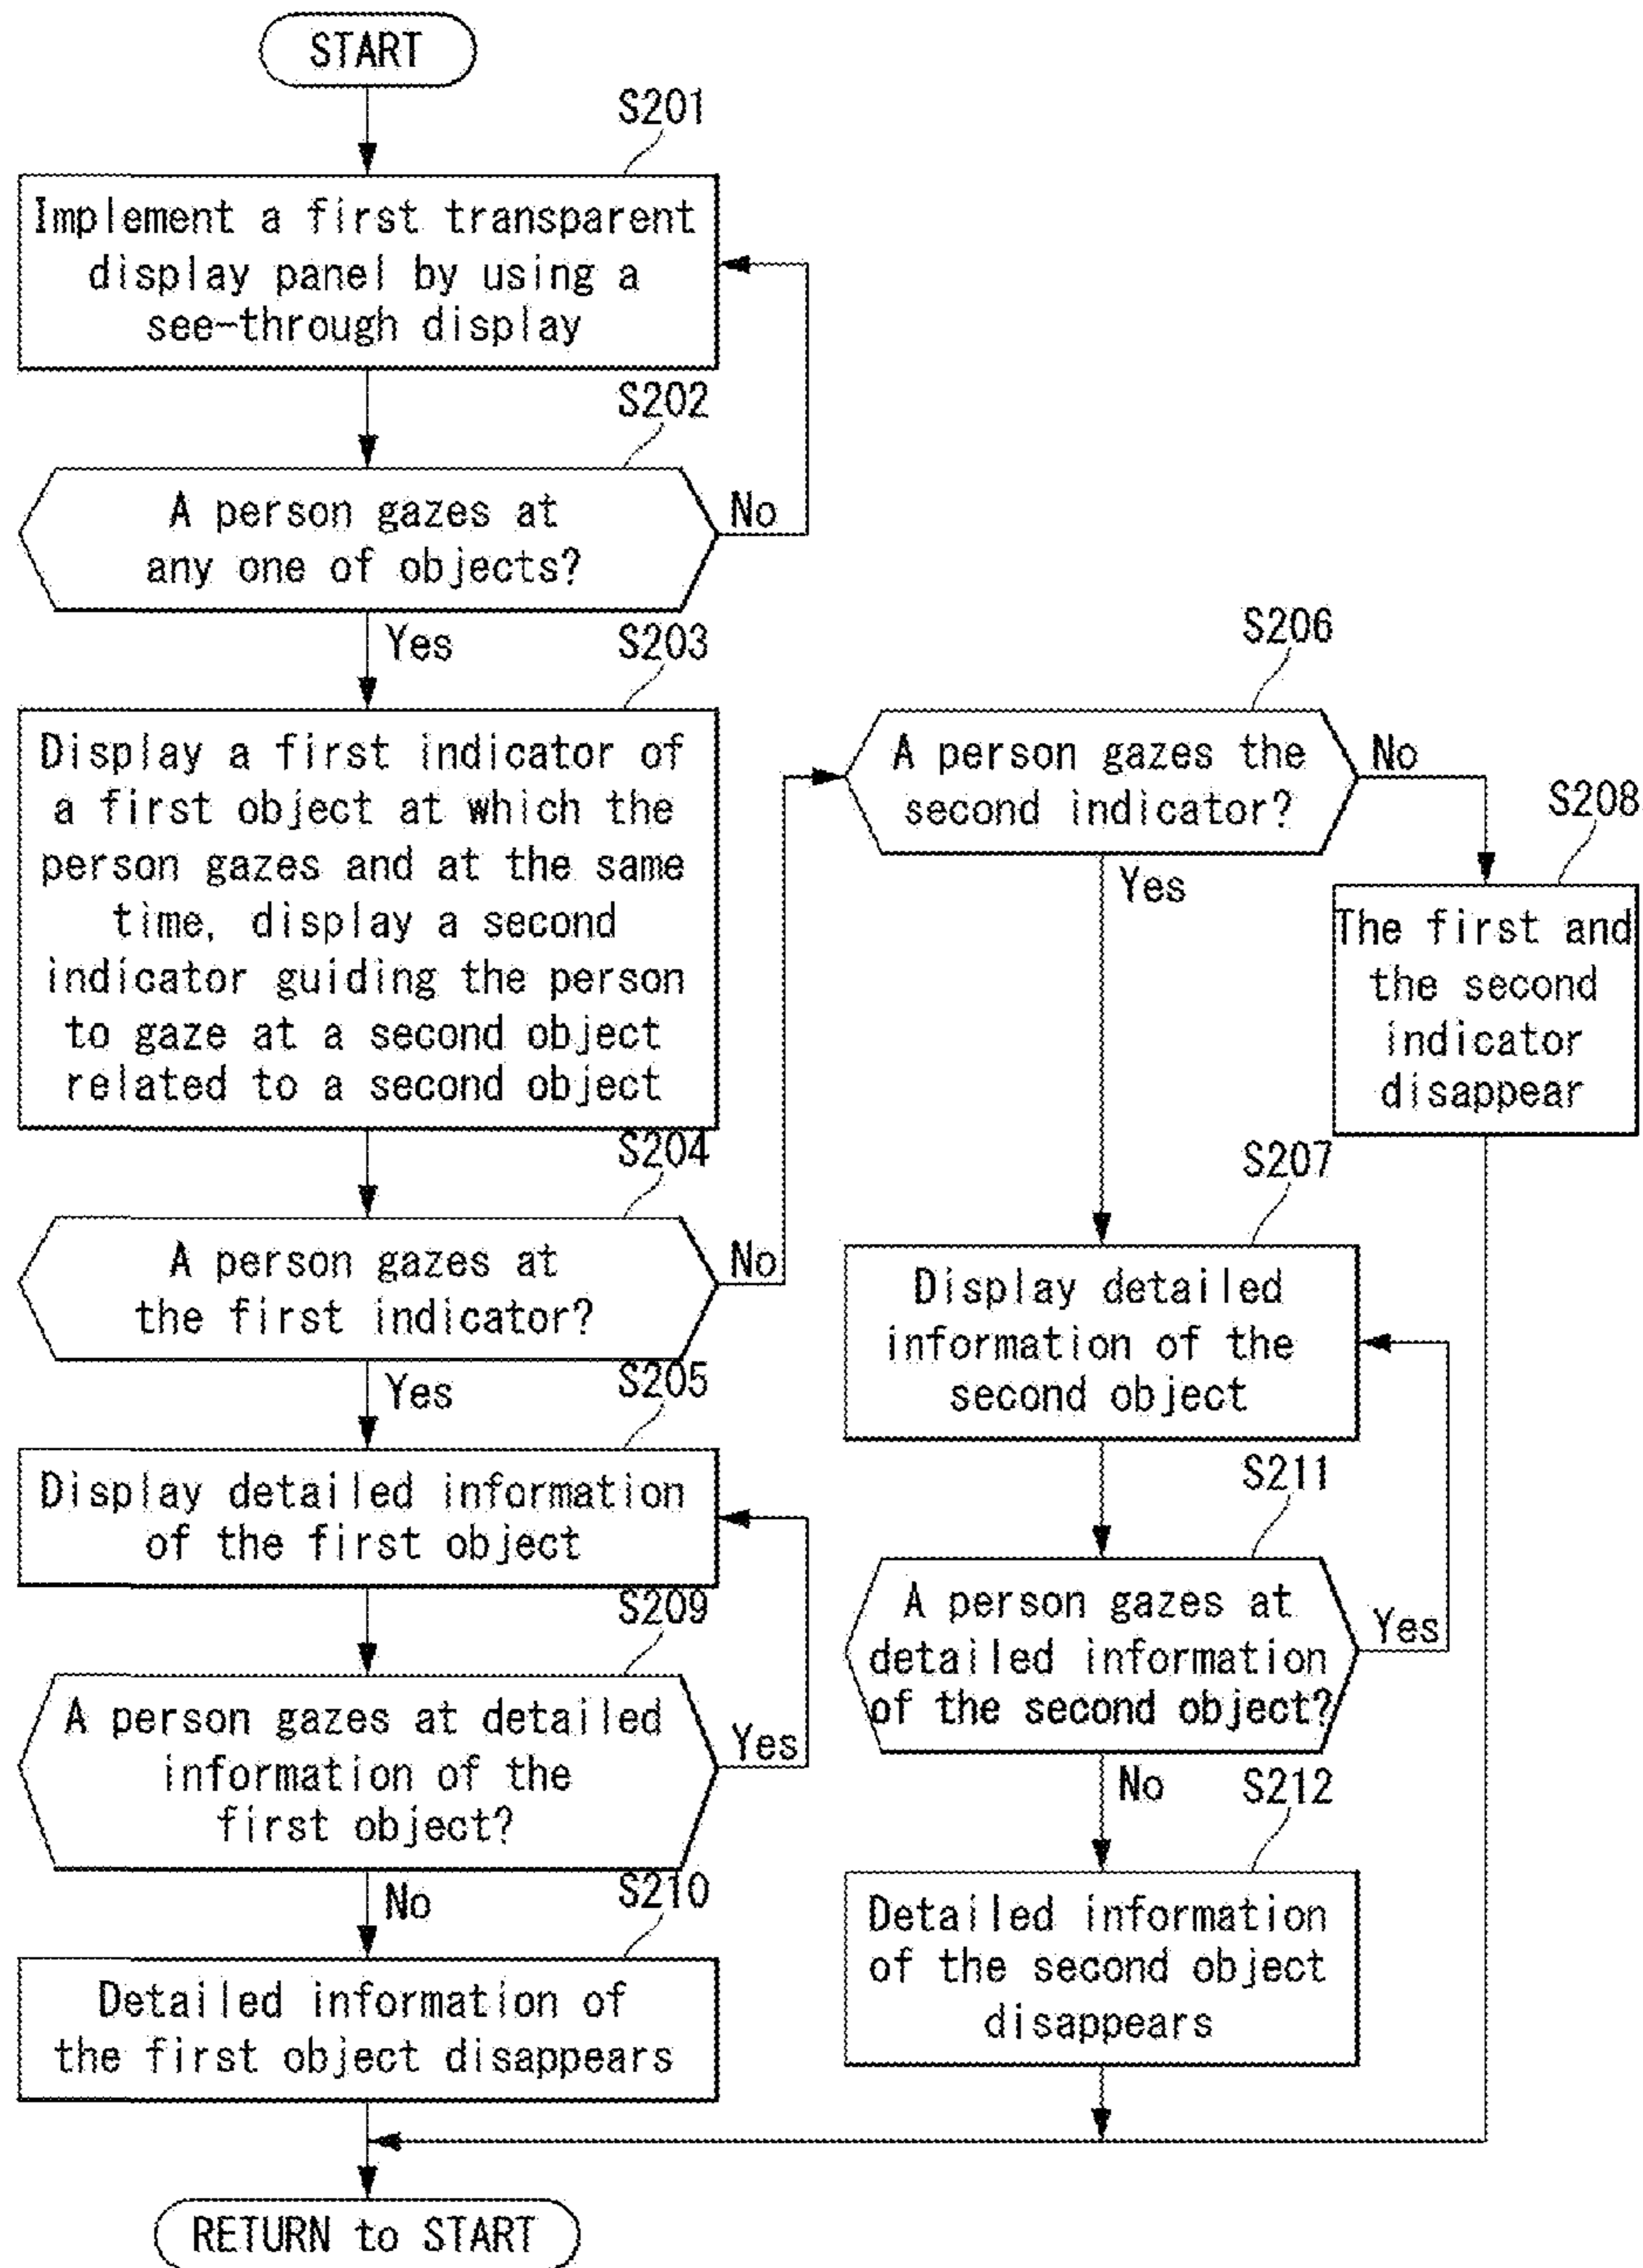 START
S201
Implement a first transparent
display panel by using a
see-through display
S202
A person gazes at
any one of objects?
No
Yes
S203
Display a first indicator of
a first object at which the
person gazes and at the same
time, display a second
indicator guiding the person
to gaze at a second object
related to a second object
S204
A person gazes at
the first indicator?
No
Yes
S205
Display detailed information
of the first object
S209
A person gazes at detailed
information of the
first object?
Yes
No
S210
Detailed information of
the first object disappears
S206
A person gazes the
second indicator?
No
Yes
S208
The first and
the second
indicator
disappear
S207
Display detailed
information of the
second object
S211
A person gazes at
detailed information
of the second object?
Yes
No
S212
Detailed information
of the second object
disappears
RETURN to START